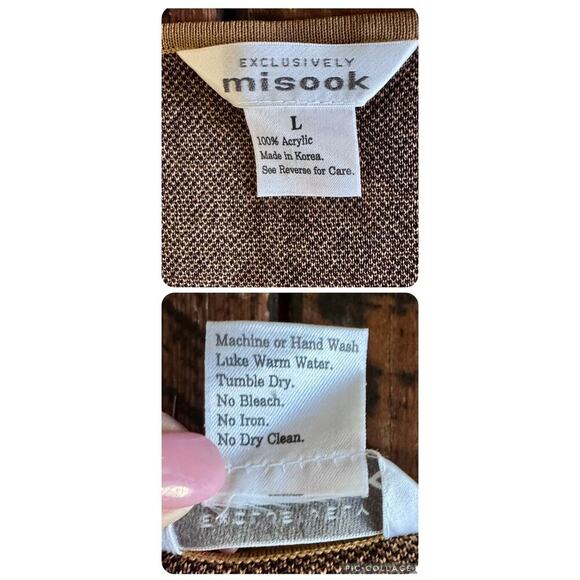 EXCLUSIVELY
misook
L
100% Acrylic
Made in Korea.
See Reverse for Care.
Machine or Hand Wash
Luke Warm Water.
Tumble Dry.
No Bleach.
No Iron.
No Dry Clean.
EXCLUSIVELY
PIC•COLLAGE